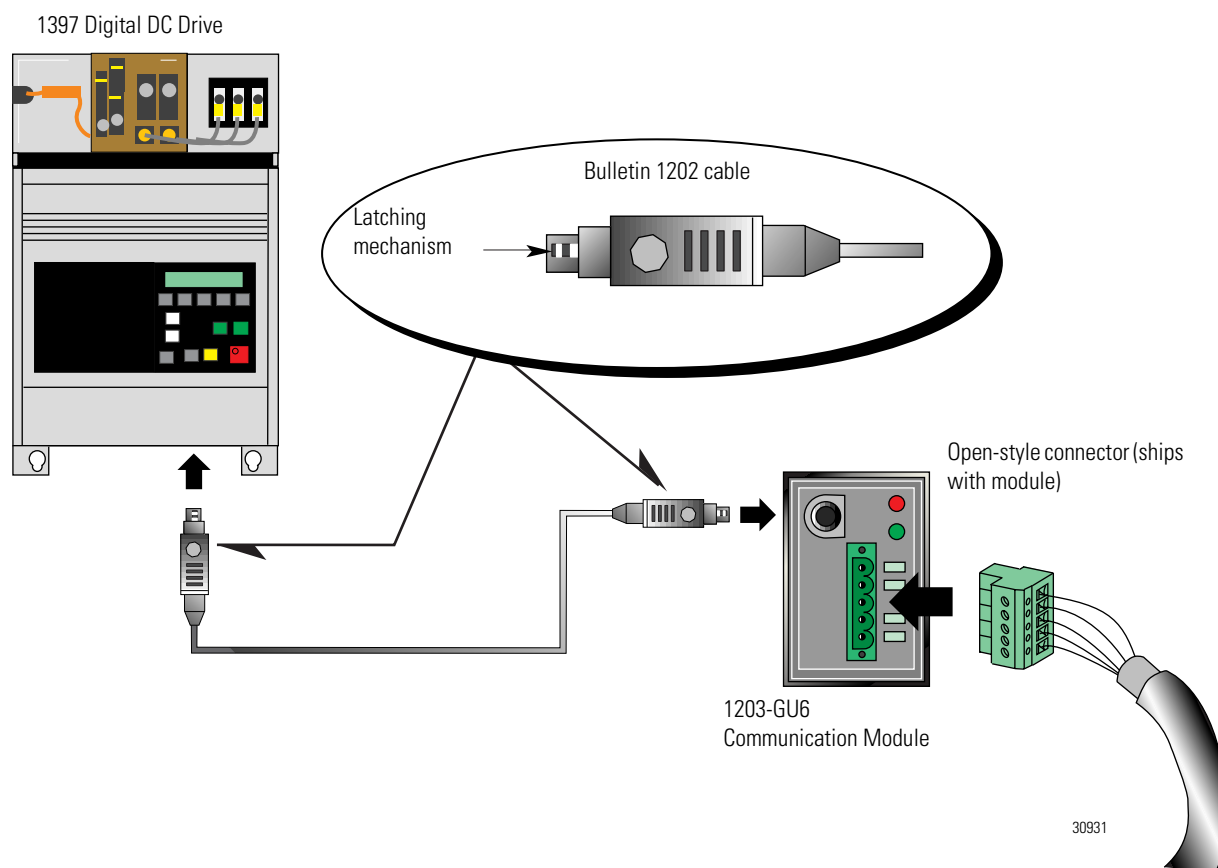 1397 Digital DC Drive
Bulletin 1202 cable
Latching
mechanism
Open-style connector (ships
with module)
1203-GU6
Communication Module
30931